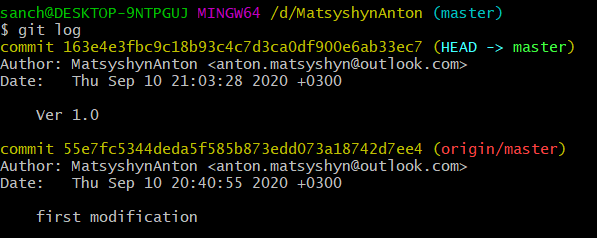 sanch@DESKTOP-9NTPGUJ MINGW64 /d/MatsyshynAnton (master)
$ git log
commit 163e4e3fbc9c18b93c4c7d3ca0df900e6ab33ec7 (HEAD -> master)
Author: MatsyshynAnton <anton.matsyshyn@outlook.com>
Date:   Thu Sep 10 21:03:28 2020 +0300
    Ver 1.0
commit 55e7fc5344deda5f585b873edd073a18742d7ee4 (origin/master)
Author: MatsyshynAnton <anton.matsyshyn@outlook.com>
Date:   Thu Sep 10 20:40:55 2020 +0300
    first modification